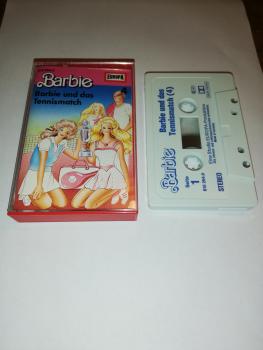 Barbie
EUROPA
Barbie und das
Tennismatch
Barbie
Barbie und das
Tennismatch (4)
Seite
1
STEREO